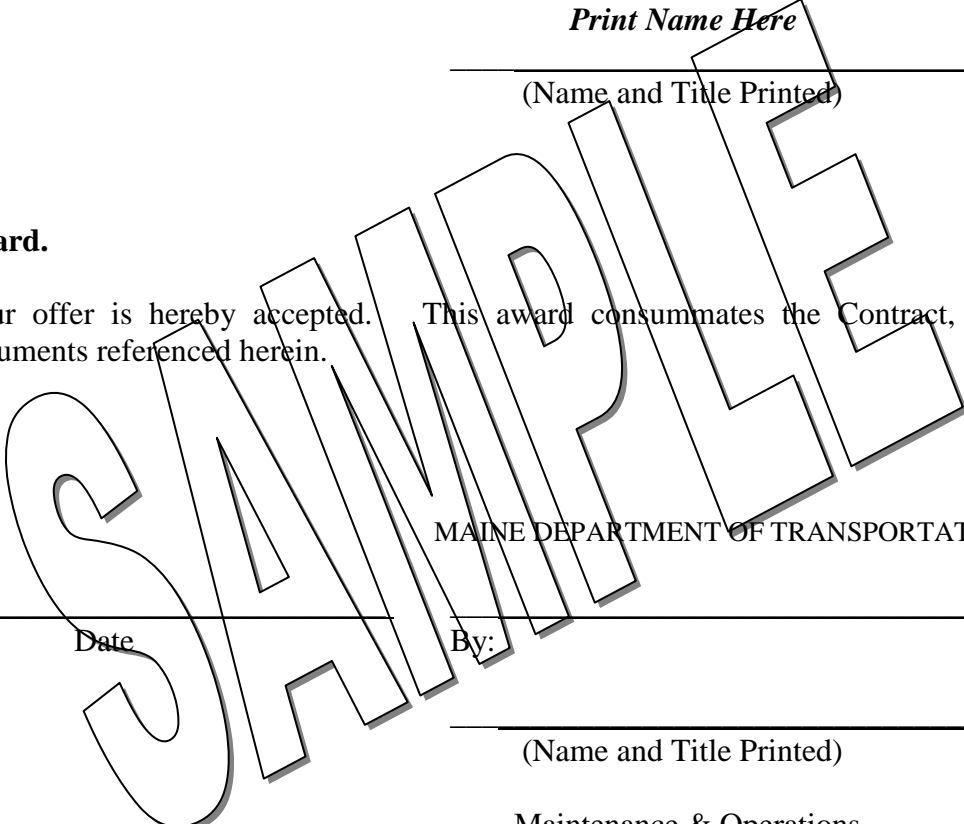 Print Name Here
(Name and Title Printed)
ard.
ur offer is hereby accepted. This award consummates the Contract,
uments referenced herein.
SAMPLE
MAINE DEPARTMENT OF TRANSPORTAT
Date
By:
(Name and Title Printed)
Maintenance & Operations